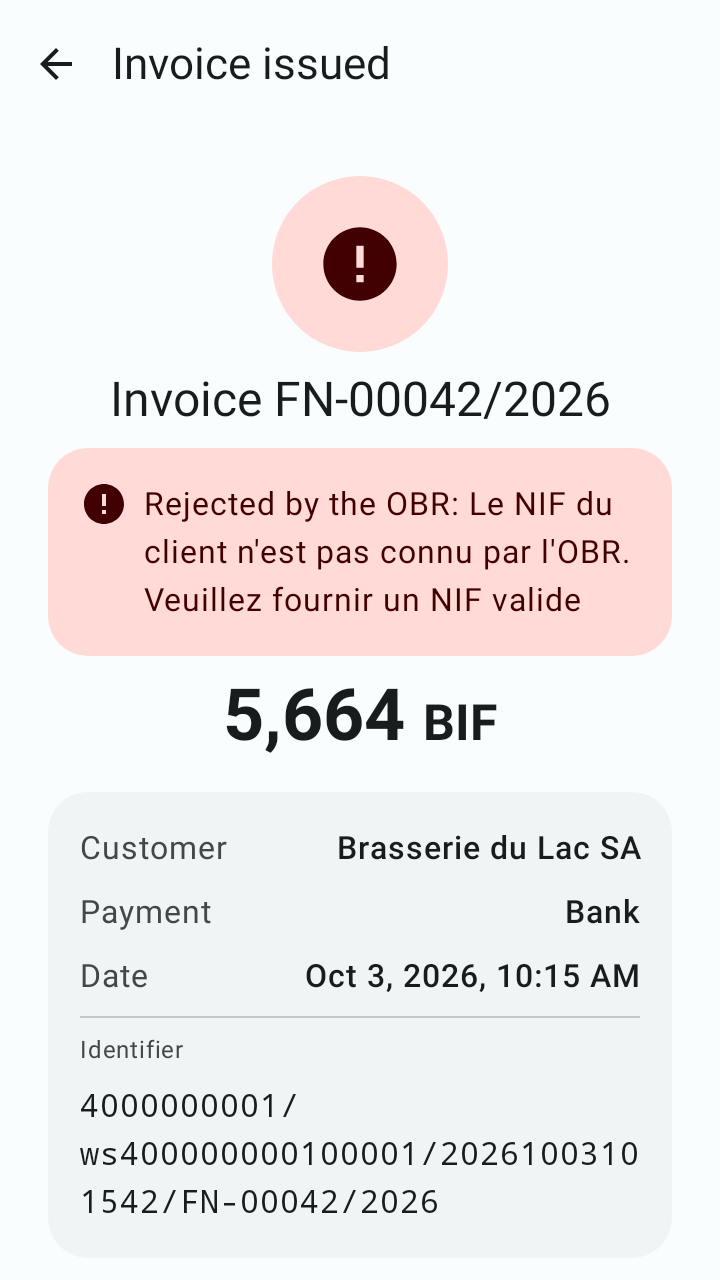 Invoice issued
Invoice FN-00042/2026
Rejected by the OBR: Le NIF du
client n'est pas connu par l'OBR.
Veuillez fournir un NIF valide
5,664 BIF
Customer Brasserie du Lac SA
Payment Bank
Date Oct 3, 2026, 10:15 AM
Identifier
4000000001/
ws400000000100001/2026100310
1542/FN-00042/2026